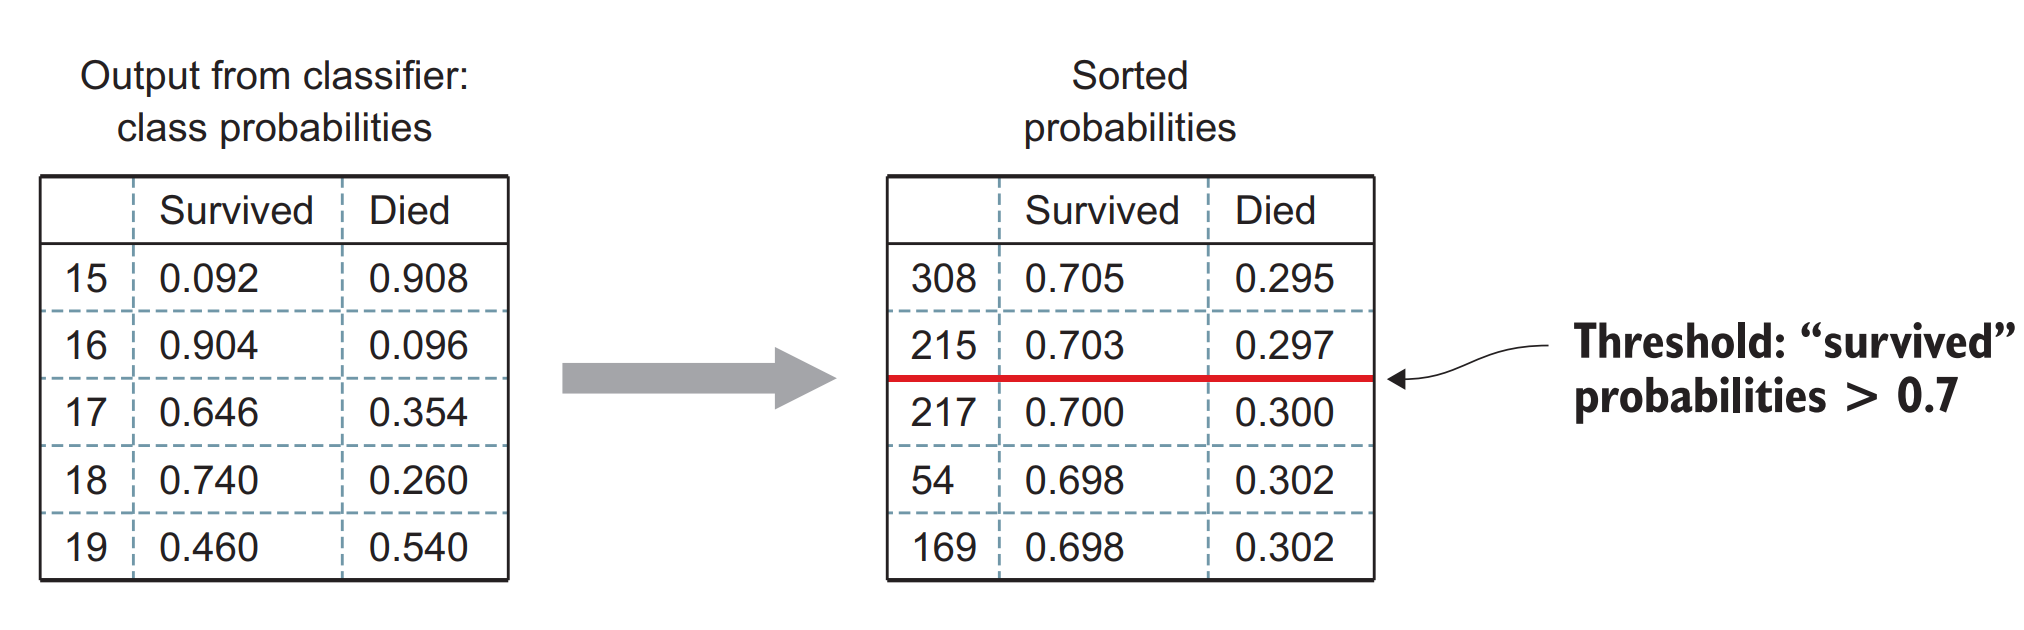 Output from classifier:
class probabilities
Survived Died
15 0.092 0.908
16 0.904 0.096
17 0.646 0.354
18 0.740 0.260
19 0.460 0.540
Sorted
probabilities
Survived Died
308 0.705 0.295
215 0.703 0.297
217 0.700 0.300
54 0.698 0.302
169 0.698 0.302
Threshold: “survived”
probabilities > 0.7